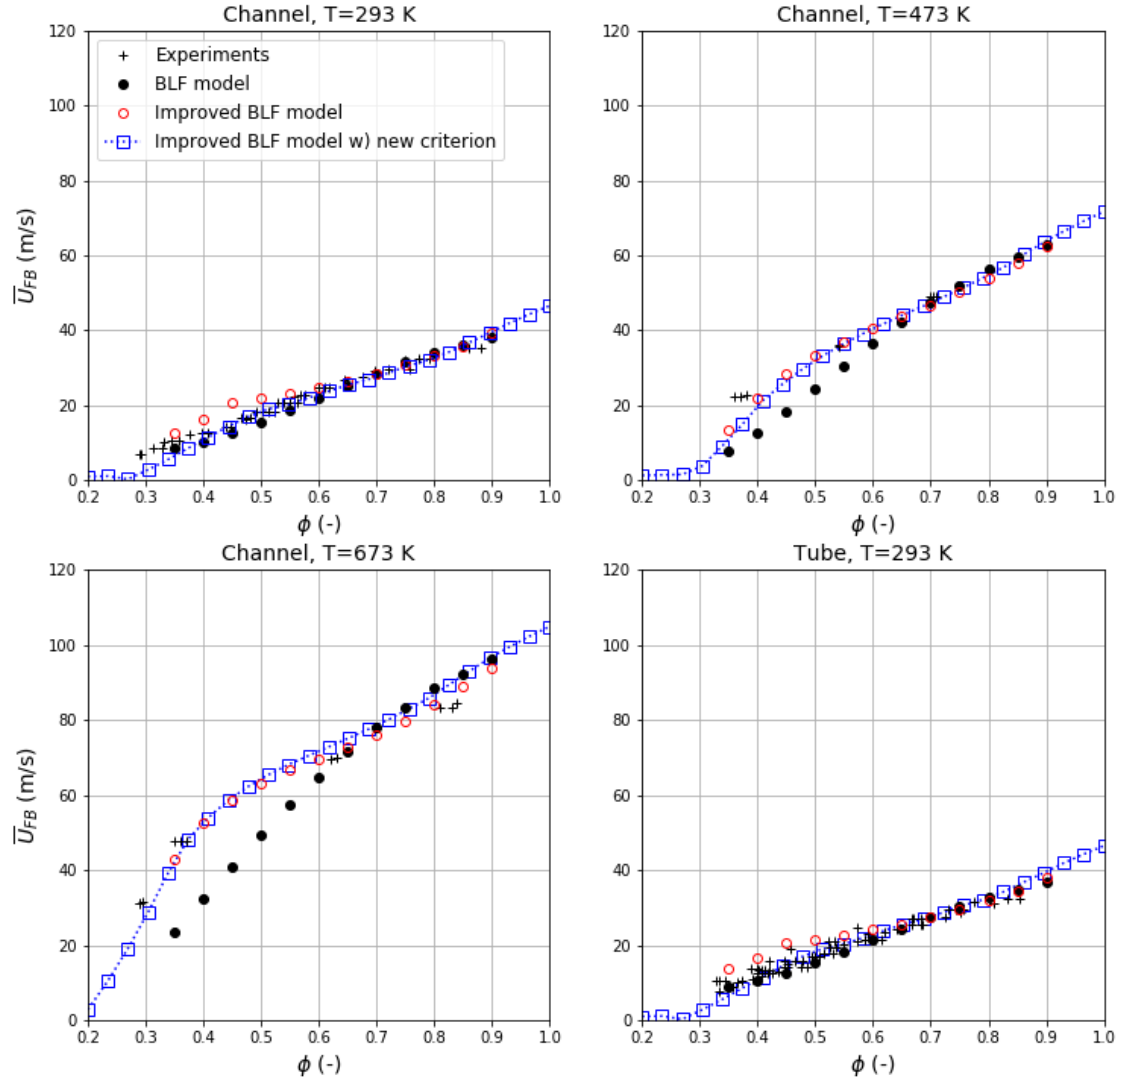 Channel, T=293 K
120
100
80
60
40
20
0
0.2 0.3 0.4 0.5 0.6 0.7 0.8 0.9 1.0
U̅_FB (m/s)
ϕ (-)
Experiments
BLF model
Improved BLF model
Improved BLF model w) new criterion
Channel, T=473 K
120
100
80
60
40
20
0
0.2 0.3 0.4 0.5 0.6 0.7 0.8 0.9 1.0
ϕ (-)
Channel, T=673 K
120
100
80
60
40
20
0
0.2 0.3 0.4 0.5 0.6 0.7 0.8 0.9 1.0
U̅_FB (m/s)
ϕ (-)
Tube, T=293 K
120
100
80
60
40
20
0
0.2 0.3 0.4 0.5 0.6 0.7 0.8 0.9 1.0
ϕ (-)